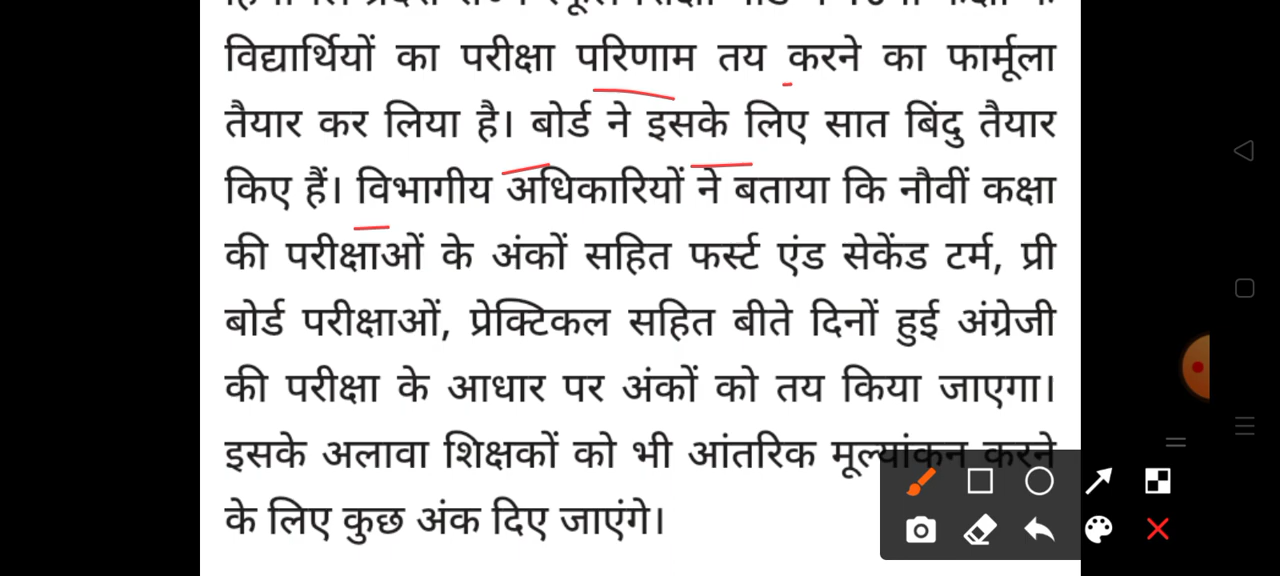 विद्यार्थियों का परीक्षा परिणाम तय करने का फार्मूला
तैयार कर लिया है। बोर्ड ने इसके लिए सात बिंदु तैयार
किए हैं। विभागीय अधिकारियों ने बताया कि नौवीं कक्षा
की परीक्षाओं के अंकों सहित फर्स्ट एंड सेकेंड टर्म, प्री
बोर्ड परीक्षाओं, प्रेक्टिकल सहित बीते दिनों हुई अंग्रेजी
की परीक्षा के आधार पर अंकों को तय किया जाएगा।
इसके अलावा शिक्षकों को भी आंतरिक मूल्यांकन करने
के लिए कुछ अंक दिए जाएंगे।